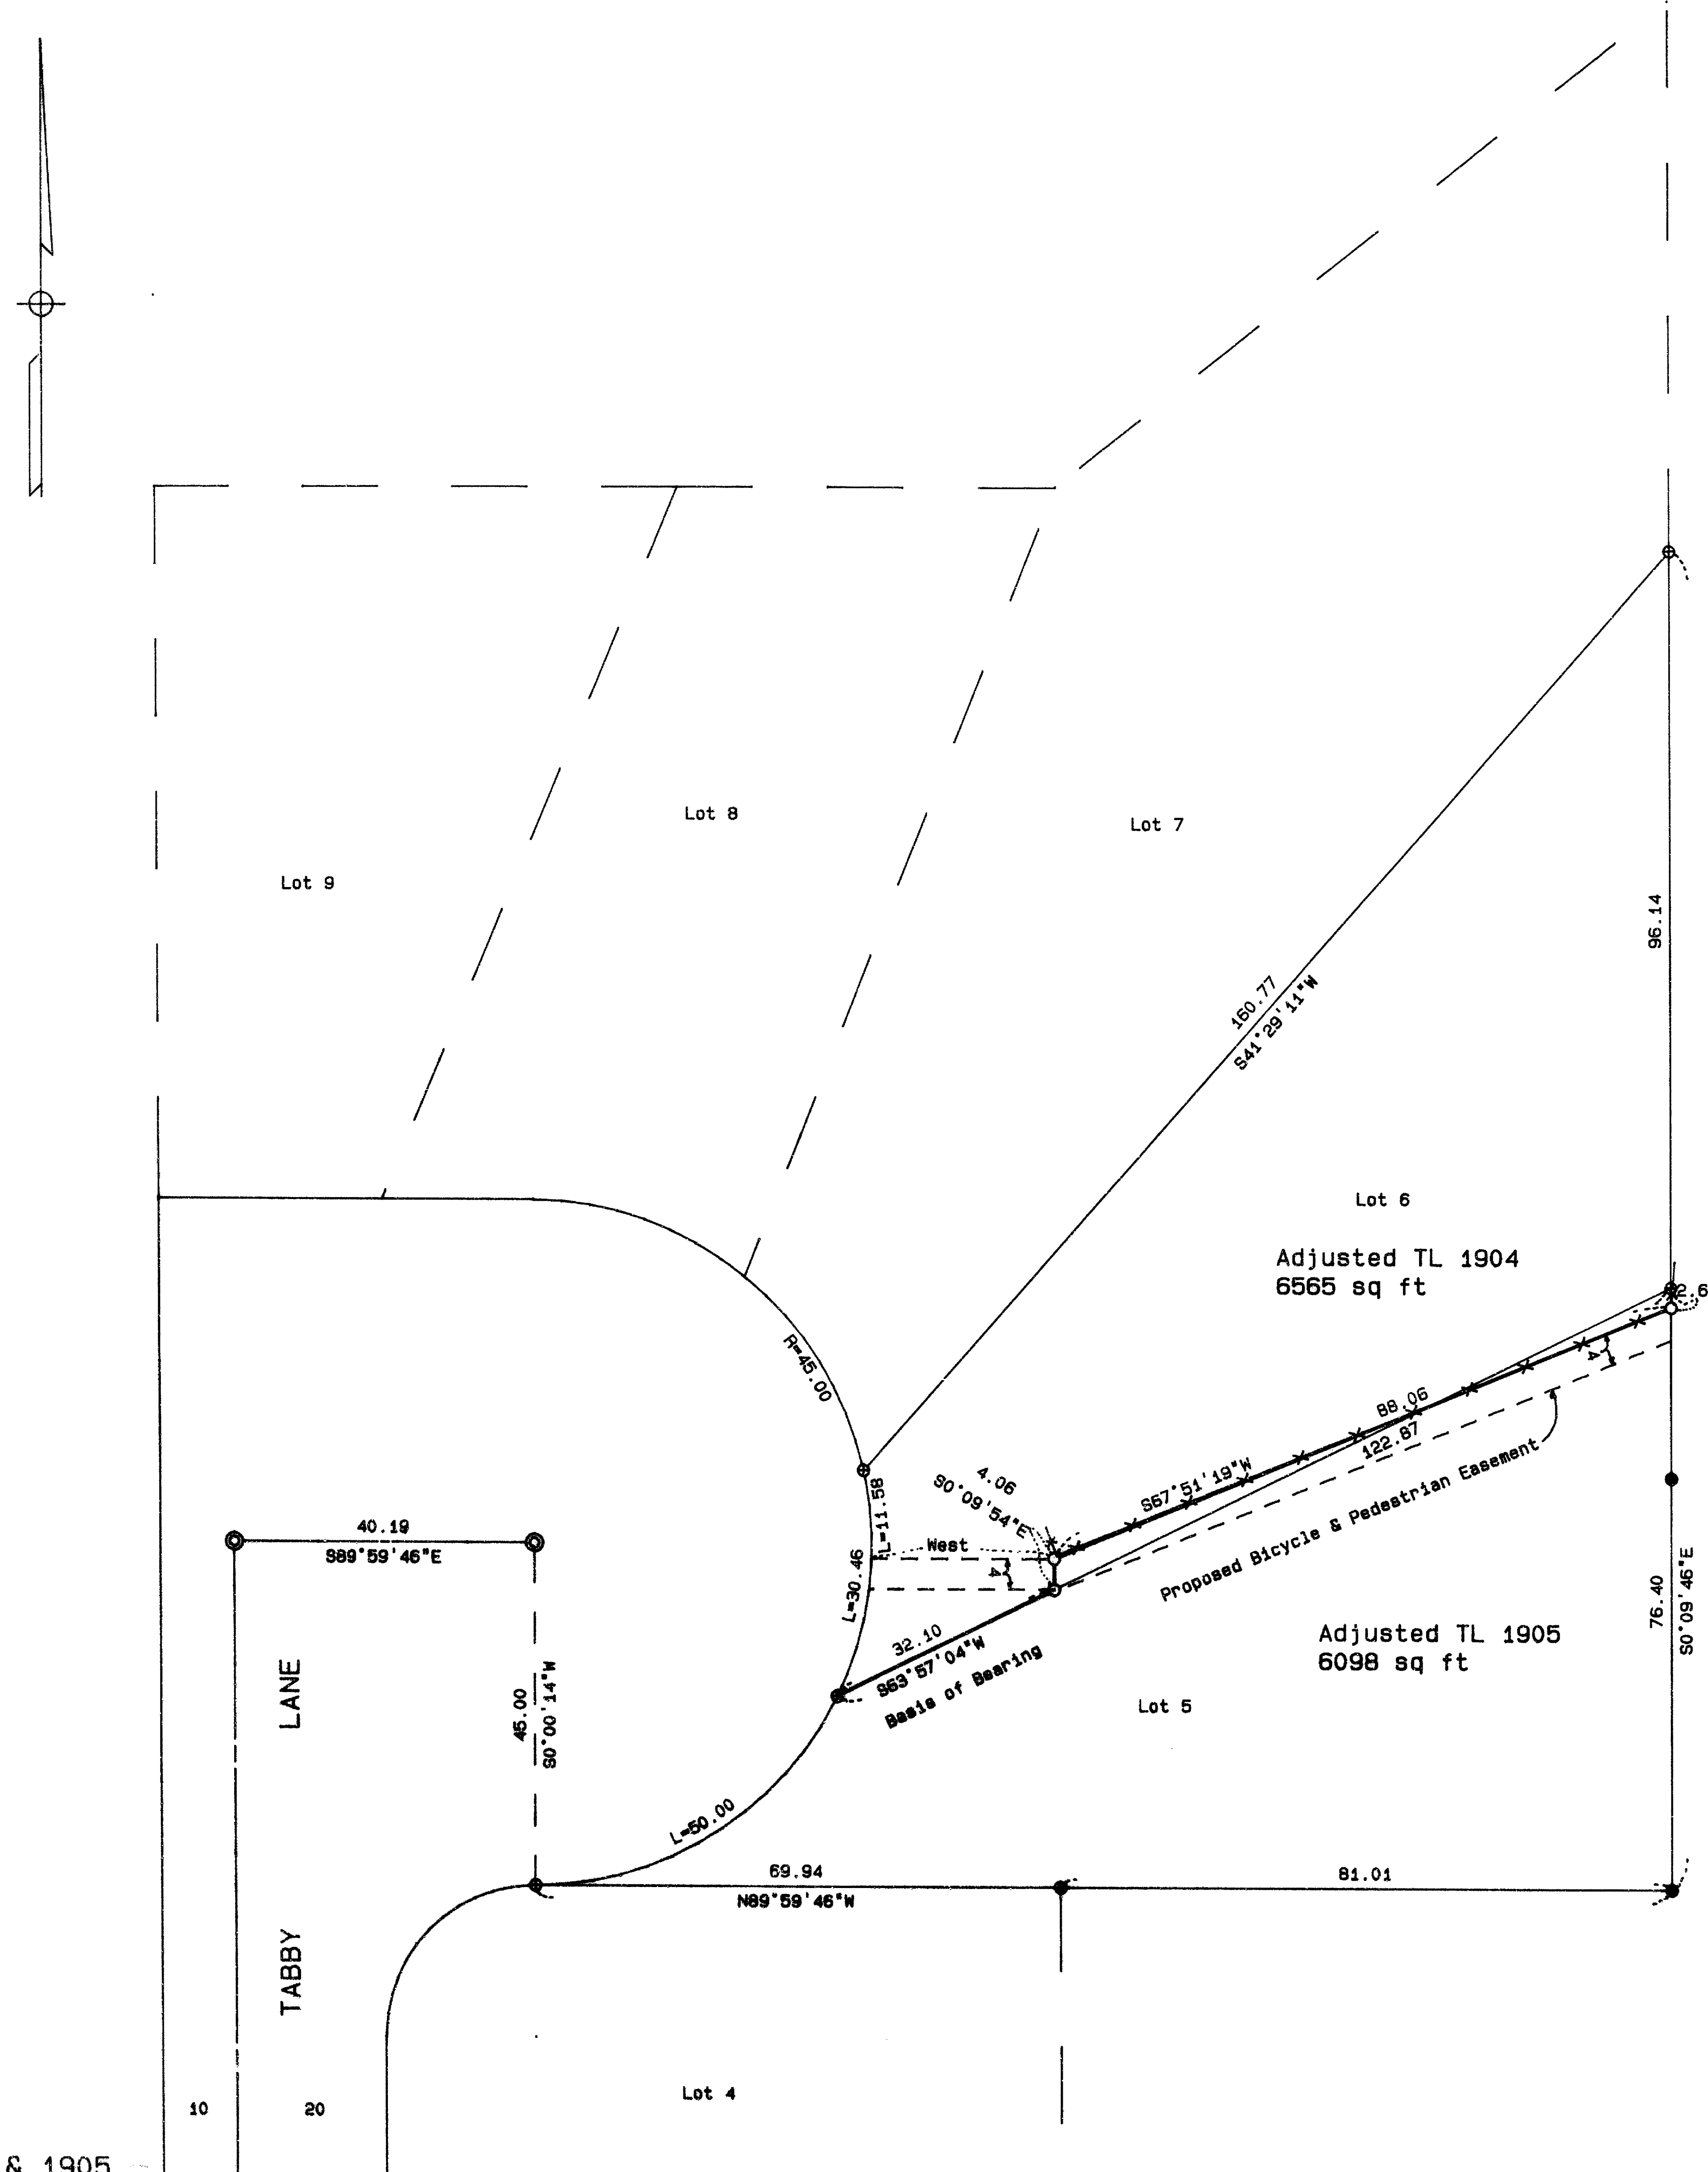 Lot 8
Lot 7
Lot 9
96.14
160.77
S41°29'11"W
Lot 6
Adjusted TL 1904
6565 sq ft
2.6
R=45.00
4
88.06
122.87
S67°51'19"W
4.06
S0°09'54"E
L=11.58
West
4
L=30.46
Proposed Bicycle & Pedestrian Easement
40.19
S89°59'46"E
76.40
S0°09'46"E
Adjusted TL 1905
6098 sq ft
32.10
S63°57'04"W
Basis of Bearing
Lot 5
45.00
S0°00'14"W
TABBY LANE
L=50.00
69.94
N89°59'46"W
81.01
Lot 4
10
20
& 1905